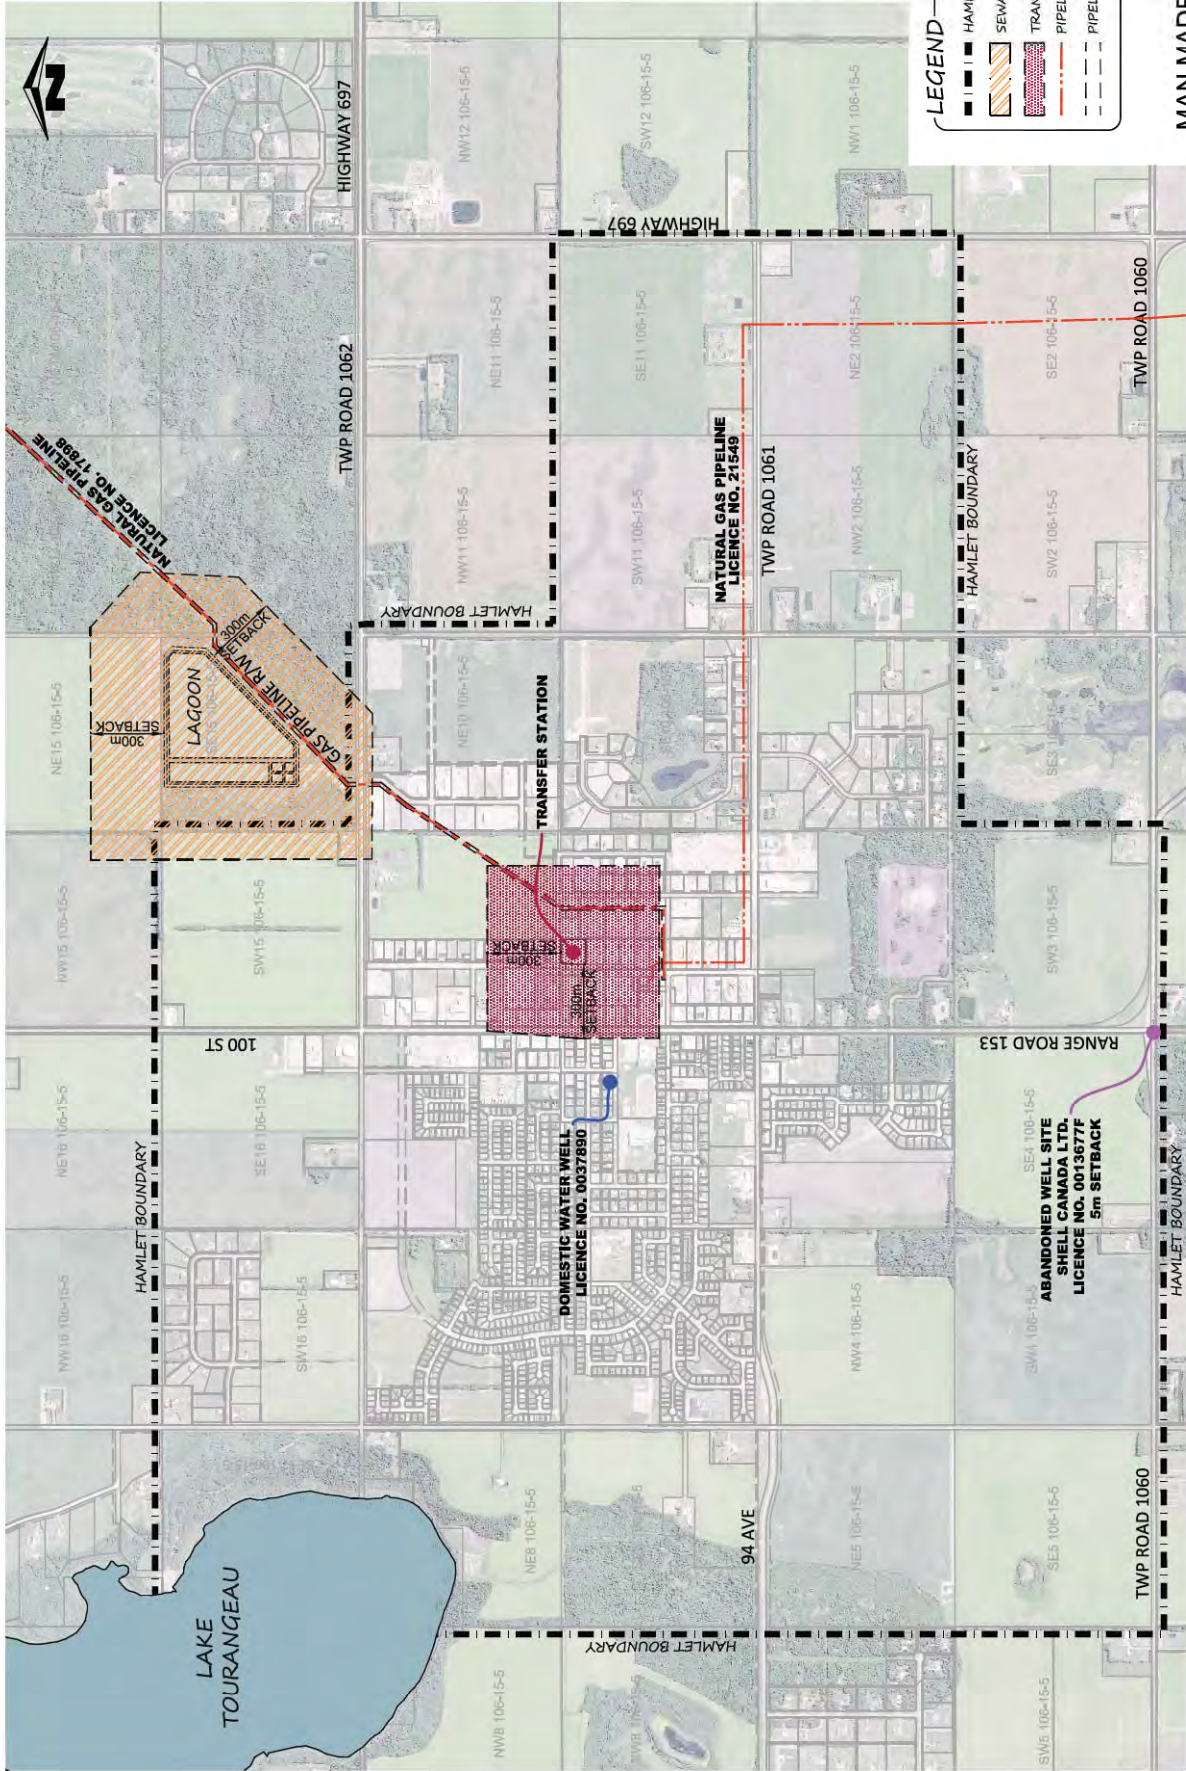 N
LAKE
TOURANGEAU
HAMLET BOUNDARY
100 ST
NW16 106-15-5
NE16 106-15-5
NW15 106-15-5
NE15 106-15-5
SW16 106-15-5
SE16 106-15-5
SW15 106-15-5
300m
SETBACK
LAGOON
300m
SETBACK
GAS PIPELINE R/W
NATURAL GAS PIPELINE
LICENCE NO. 17898
TWP ROAD 1062
HIGHWAY 697
NE10 106-15-5
NW11 106-15-5
NE11 106-15-5
NW12 106-15-5
HAMLET BOUNDARY
NW8 106-15-5
NE8 106-15-5
300m
SETBACK
300m
SETBACK
TRANSFER STATION
DOMESTIC WATER WELL
LICENCE NO. 0037890
HAMLET BOUNDARY
SW11 106-15-5
SE11 106-15-5
SW12 106-15-5
HIGHWAY 697
NATURAL GAS PIPELINE
LICENCE NO. 21549
94 AVE
TWP ROAD 1061
NE5 106-15-5
NW4 106-15-5
NW2 106-15-5
NE2 106-15-5
NW1 106-15-5
HAMLET BOUNDARY
SW5 106-15-5
SE5 106-15-5
SW4 106-15-5
SE4 106-15-5
RANGE ROAD 153
SW3 106-15-5
SE3 106-15-5
SW2 106-15-5
SE2 106-15-5
ABANDONED WELL SITE
SHELL CANADA LTD.
LICENCE NO. 0013677F
5m SETBACK
TWP ROAD 1060
TWP ROAD 1060
HAMLET BOUNDARY
LEGEND